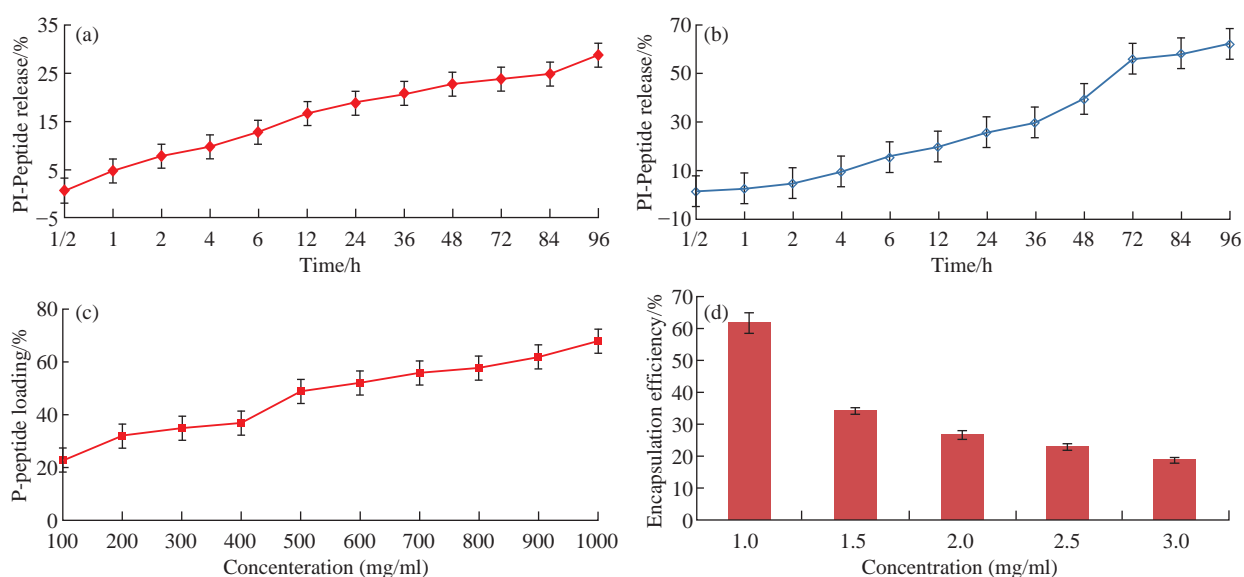 (a)
PI-Peptide release/%
35
25
15
5
−5
1/2 1 2 4 6 12 24 36 48 72 84 96
Time/h
(b)
PI-Peptide release/%
70
50
30
10
−10
1/2 1 2 4 6 12 24 36 48 72 84 96
Time/h
(c)
P-peptide loading/%
80
60
40
20
0
100 200 300 400 500 600 700 800 900 1000
Concenteration (mg/ml)
(d)
Encapsulation efficiency/%
70
60
50
40
30
20
10
0
1.0 1.5 2.0 2.5 3.0
Concentration (mg/ml)